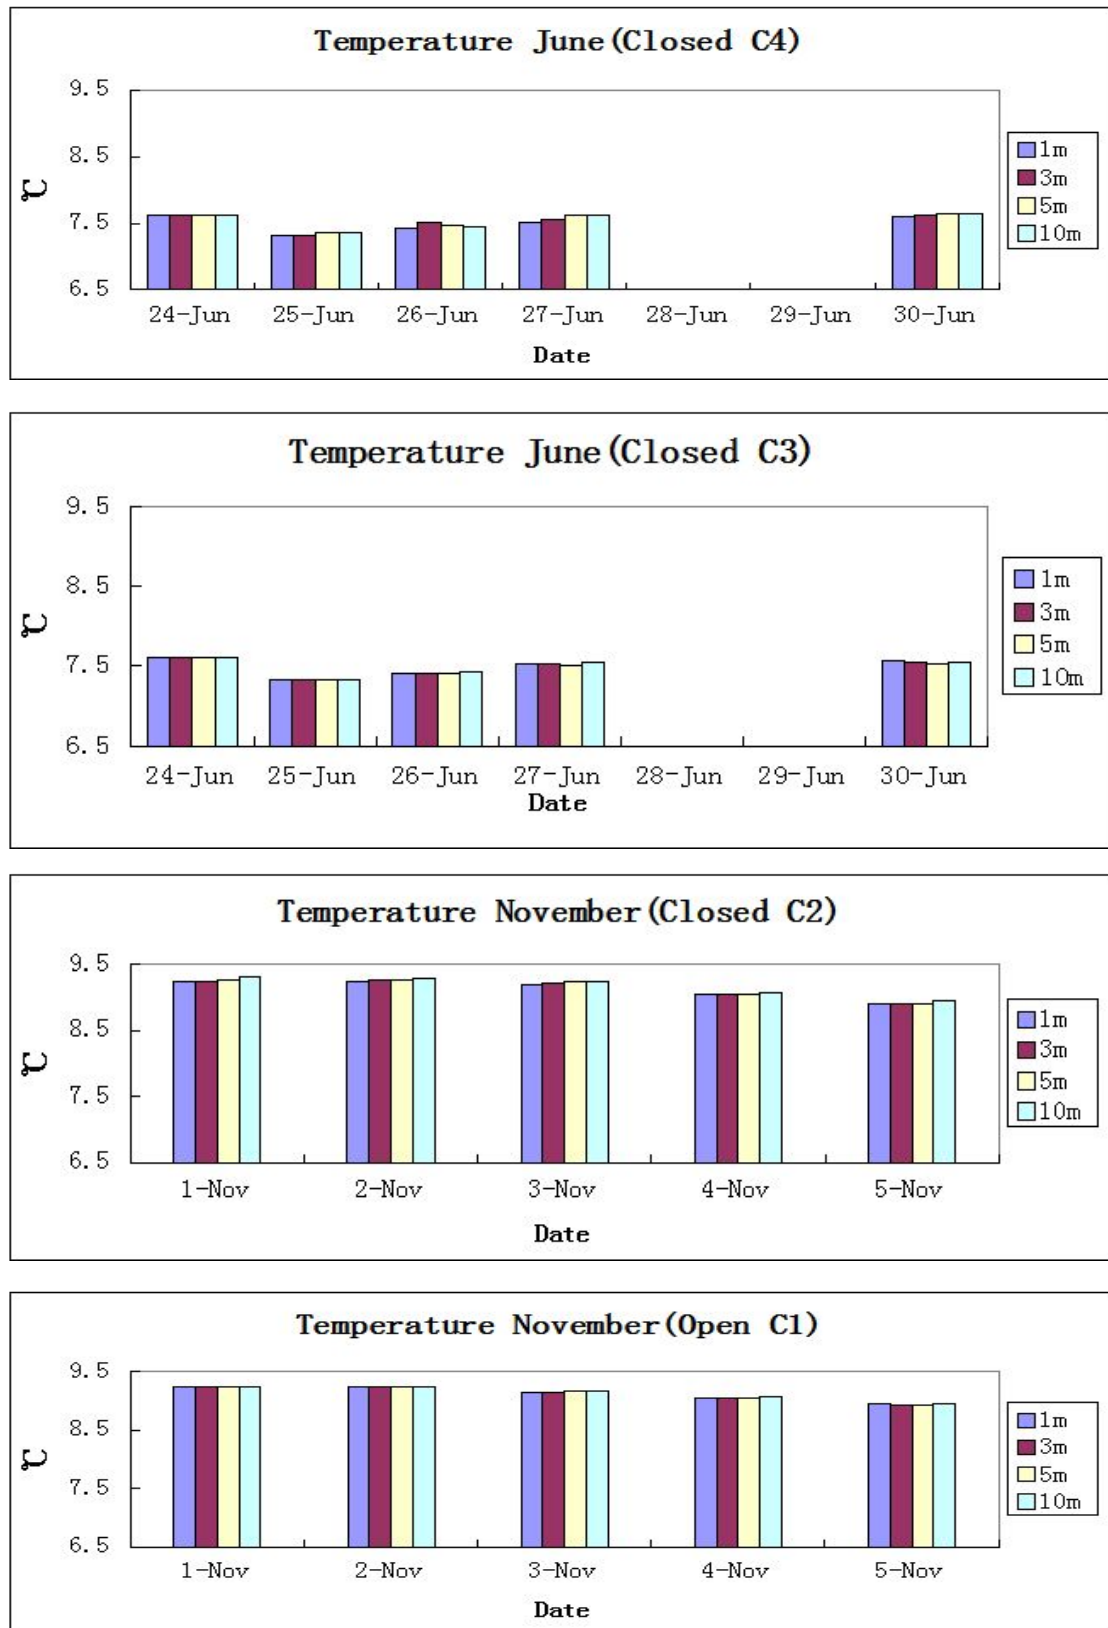 Temperature June(Closed C4)
9.5
8.5
7.5
6.5
℃
24-Jun 25-Jun 26-Jun 27-Jun 28-Jun 29-Jun 30-Jun
Date
1m
3m
5m
10m
Temperature June(Closed C3)
9.5
8.5
7.5
6.5
℃
24-Jun 25-Jun 26-Jun 27-Jun 28-Jun 29-Jun 30-Jun
Date
1m
3m
5m
10m
Temperature November(Closed C2)
9.5
8.5
7.5
6.5
℃
1-Nov 2-Nov 3-Nov 4-Nov 5-Nov
Date
1m
3m
5m
10m
Temperature November(Open C1)
9.5
8.5
7.5
6.5
℃
1-Nov 2-Nov 3-Nov 4-Nov 5-Nov
Date
1m
3m
5m
10m